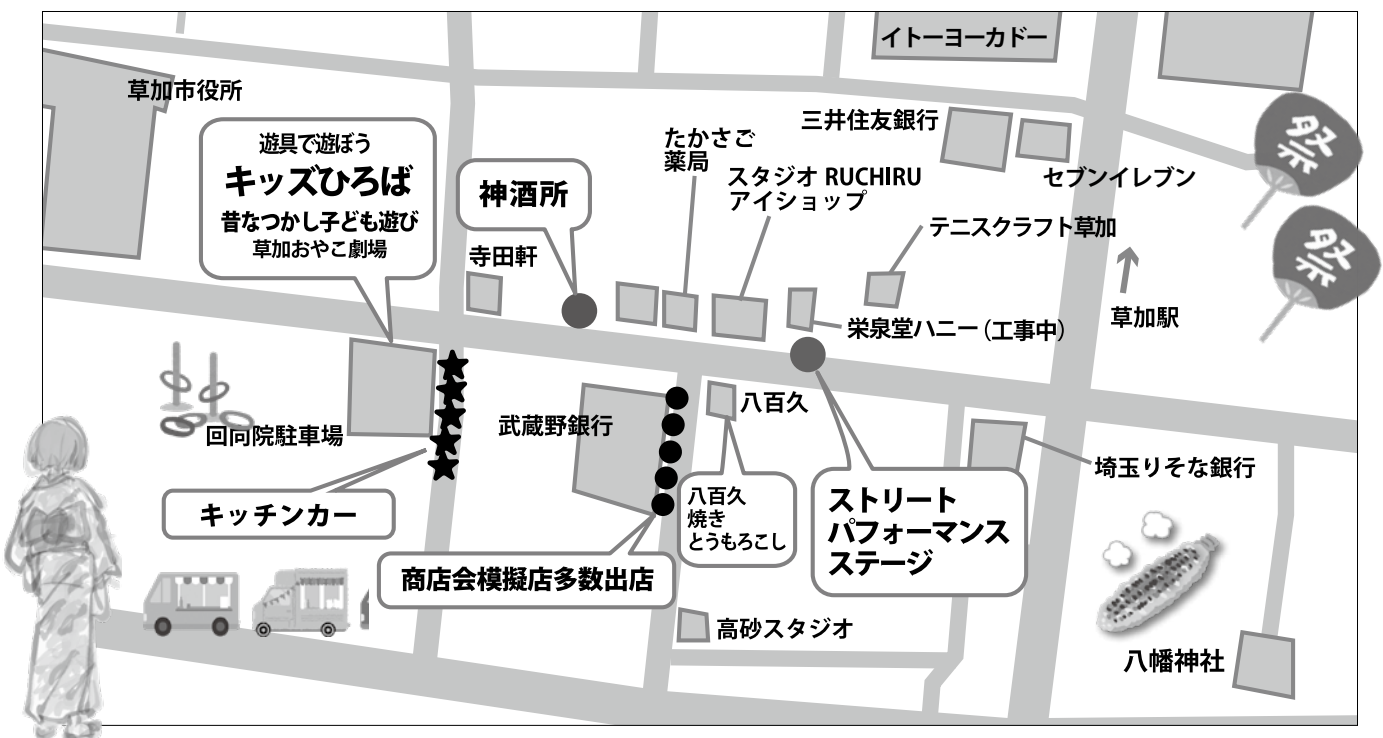 イトーヨーカドー
草加市役所
三井住友銀行
祭
遊具で遊ぼう
キッズひろば
昔なつかし子ども遊び
草加おやこ劇場
神酒所
たかさご
薬局
スタジオ RUCHIRU
アイショップ
セブンイレブン
テニスクラフト草加
祭
寺田軒
草加駅
栄泉堂ハニー（工事中）
八百久
武蔵野銀行
回向院駐車場
埼玉りそな銀行
キッチンカー
八百久
焼き
とうもろこし
ストリート
パフォーマンス
ステージ
商店会模擬店多数出店
高砂スタジオ
八幡神社